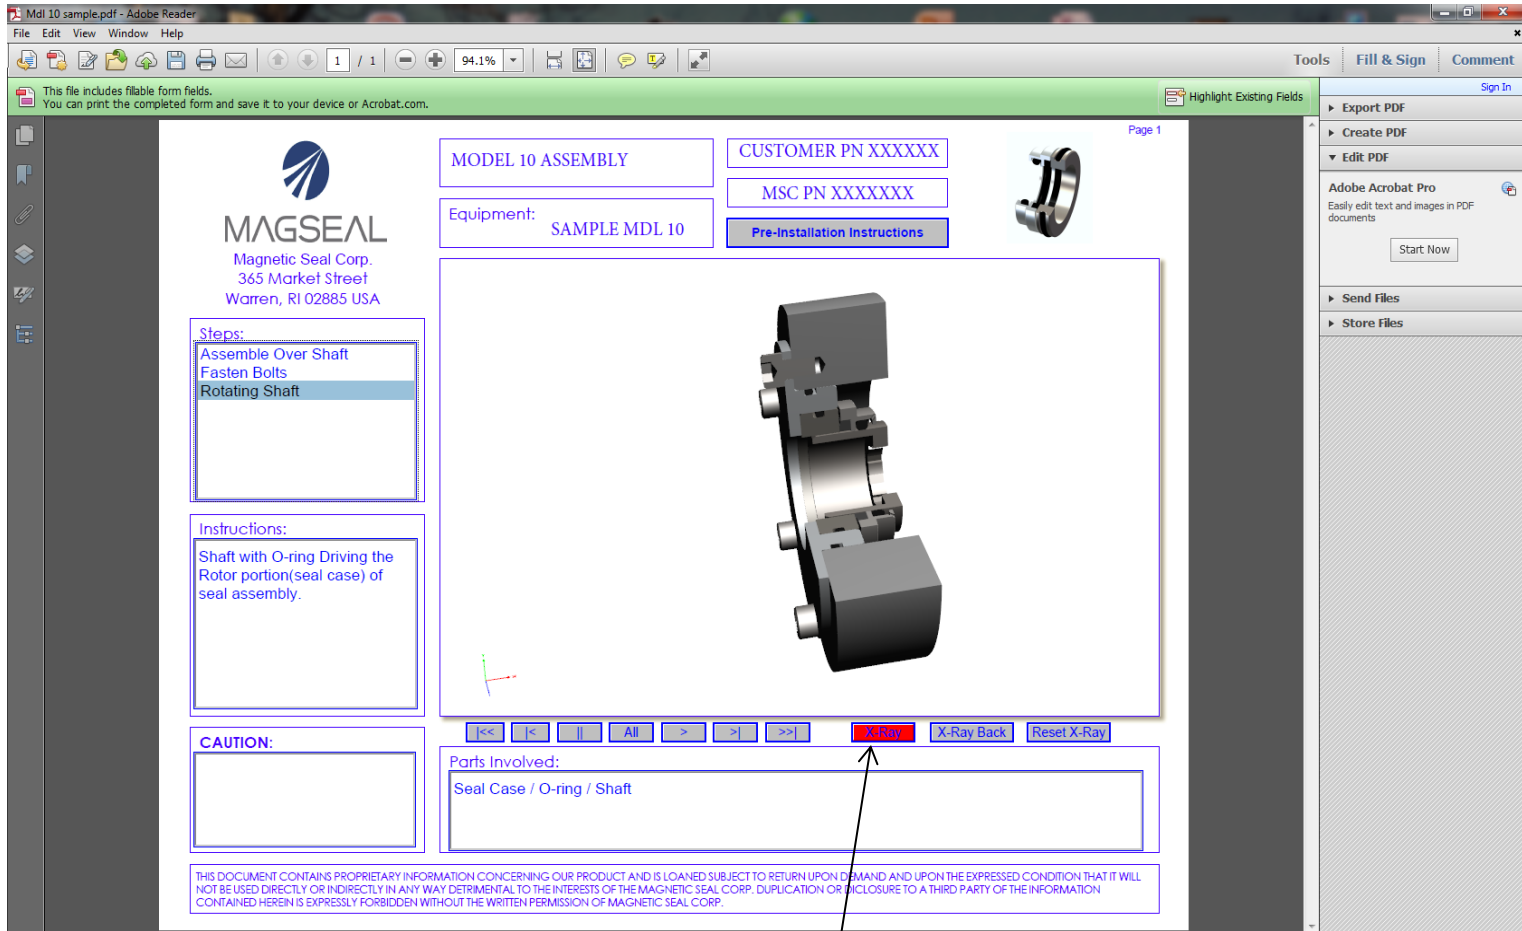 Mdl 10 sample.pdf - Adobe Reader
File Edit View Window Help
1 / 1 94.1% Tools Fill & Sign Comment
This file includes fillable form fields.
You can print the completed form and save it to your device or Acrobat.com.
Highlight Existing Fields
Sign In
Export PDF
Create PDF
Edit PDF
Adobe Acrobat Pro
Easily edit text and images in PDF
documents
Start Now
Send Files
Store Files
Page 1
MAGSEAL
Magnetic Seal Corp.
365 Market Street
Warren, RI 02885 USA
MODEL 10 ASSEMBLY
CUSTOMER PN XXXXXX
MSC PN XXXXXXX
Equipment:
SAMPLE MDL 10
Pre-Installation Instructions
Steps:
Assemble Over Shaft
Fasten Bolts
Rotating Shaft
Instructions:
Shaft with O-ring Driving the
Rotor portion(seal case) of
seal assembly.
CAUTION:
|<< |< || All > >| >>| X-Ray X-Ray Back Reset X-Ray
Parts Involved:
Seal Case / O-ring / Shaft
THIS DOCUMENT CONTAINS PROPRIETARY INFORMATION CONCERNING OUR PRODUCT AND IS LOANED SUBJECT TO RETURN UPON DEMAND AND UPON THE EXPRESSED CONDITION THAT IT WILL
NOT BE USED DIRECTLY OR INDIRECTLY IN ANY WAY DETRIMENTAL TO THE INTERESTS OF THE MAGNETIC SEAL CORP. DUPLICATION OR DICLOSURE TO A THIRD PARTY OF THE INFORMATION
CONTAINED HEREIN IS EXPRESSLY FORBIDDEN WITHOUT THE WRITTEN PERMISSION OF MAGNETIC SEAL CORP.